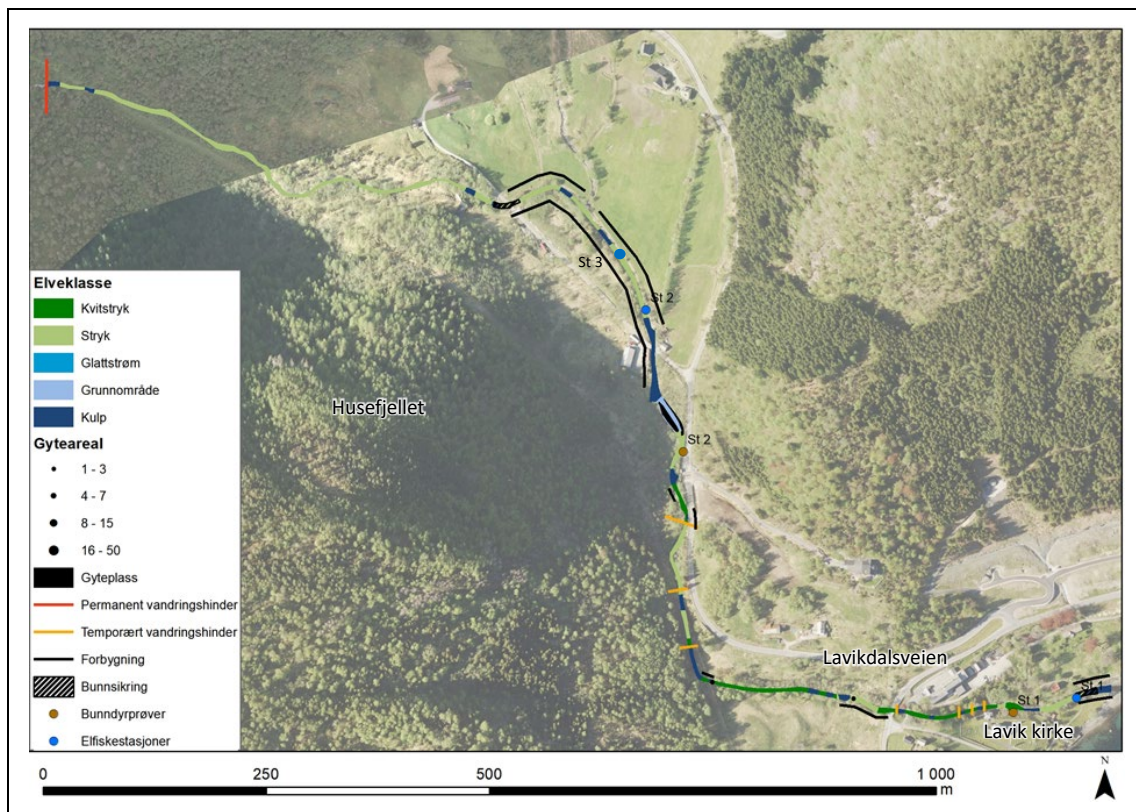 St 3
St 2
Husefjellet
St 2
Lavikdalsveien
St 1
St 1
Lavik kirke
Elveklasse
Kvitstryk
Stryk
Glattstrøm
Grunnområde
Kulp
Gyteareal
1 - 3
4 - 7
8 - 15
16 - 50
Gyteplass
Permanent vandringshinder
Temporært vandringshinder
Forbygning
Bunnsikring
Bunndyrprøver
Elfiskestasjoner
0 250 500 1 000
m
N